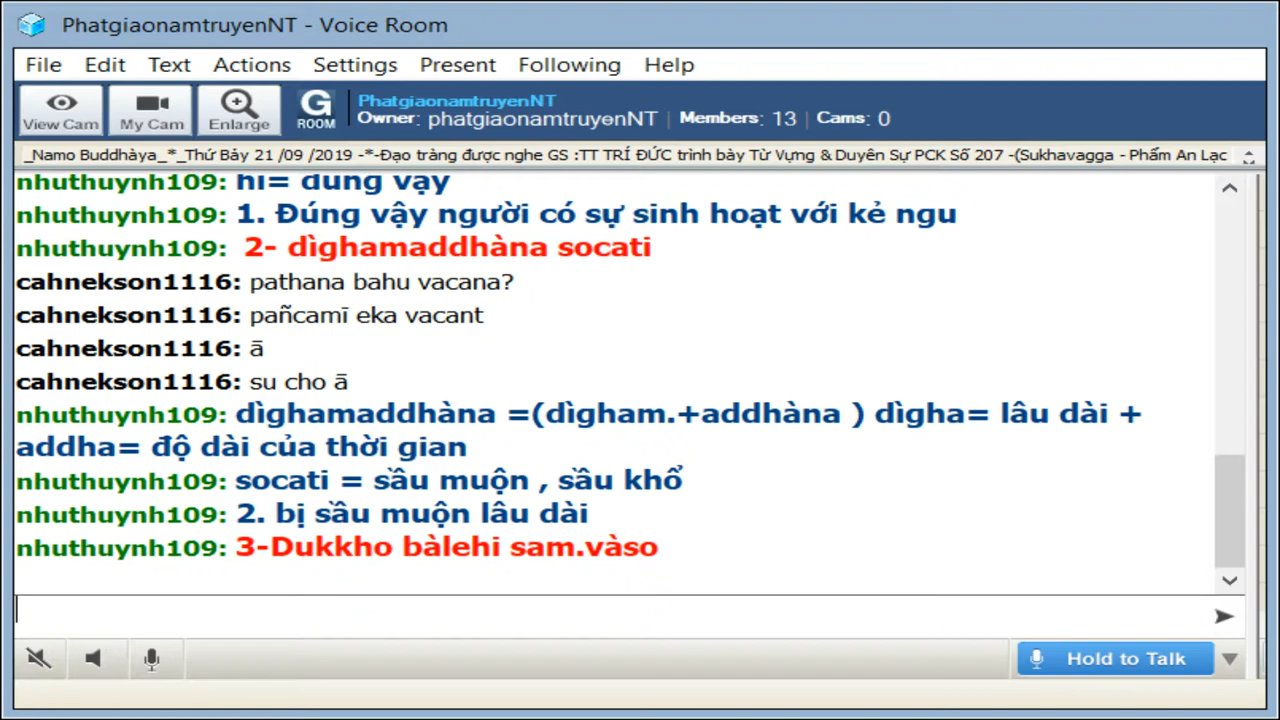 PhatgiaonamtruyenNT - Voice Room
File Edit Text Actions Settings Present Following Help
View Cam My Cam Enlarge G ROOM
PhatgiaonamtruyenNT
Owner: phatgiaonamtruyenNT | Members: 13 | Cams: 0
_Namo Buddhàya_*_Thứ Bảy 21 /09 /2019 -*-Đạo tràng được nghe GS :TT TRÍ ĐỨC trình bày Từ Vựng & Duyên Sự PCK Số 207 -(Sukhavagga - Phẩm An Lạc
nhuthuynh109: hi= đúng vậy
nhuthuynh109: 1. Đúng vậy người có sự sinh hoạt với kẻ ngu
nhuthuynh109: 2- dìghamaddhàna socati
cahnekson1116: pathana bahu vacana?
cahnekson1116: pañcamī eka vacant
cahnekson1116: ā
cahnekson1116: su cho ā
nhuthuynh109: dìghamaddhàna =(dìgham.+addhàna ) dìgha= lâu dài +
addha= độ dài của thời gian
nhuthuynh109: socati = sầu muộn , sầu khổ
nhuthuynh109: 2. bị sầu muộn lâu dài
nhuthuynh109: 3-Dukkho bàlehi sam.vàso
Hold to Talk